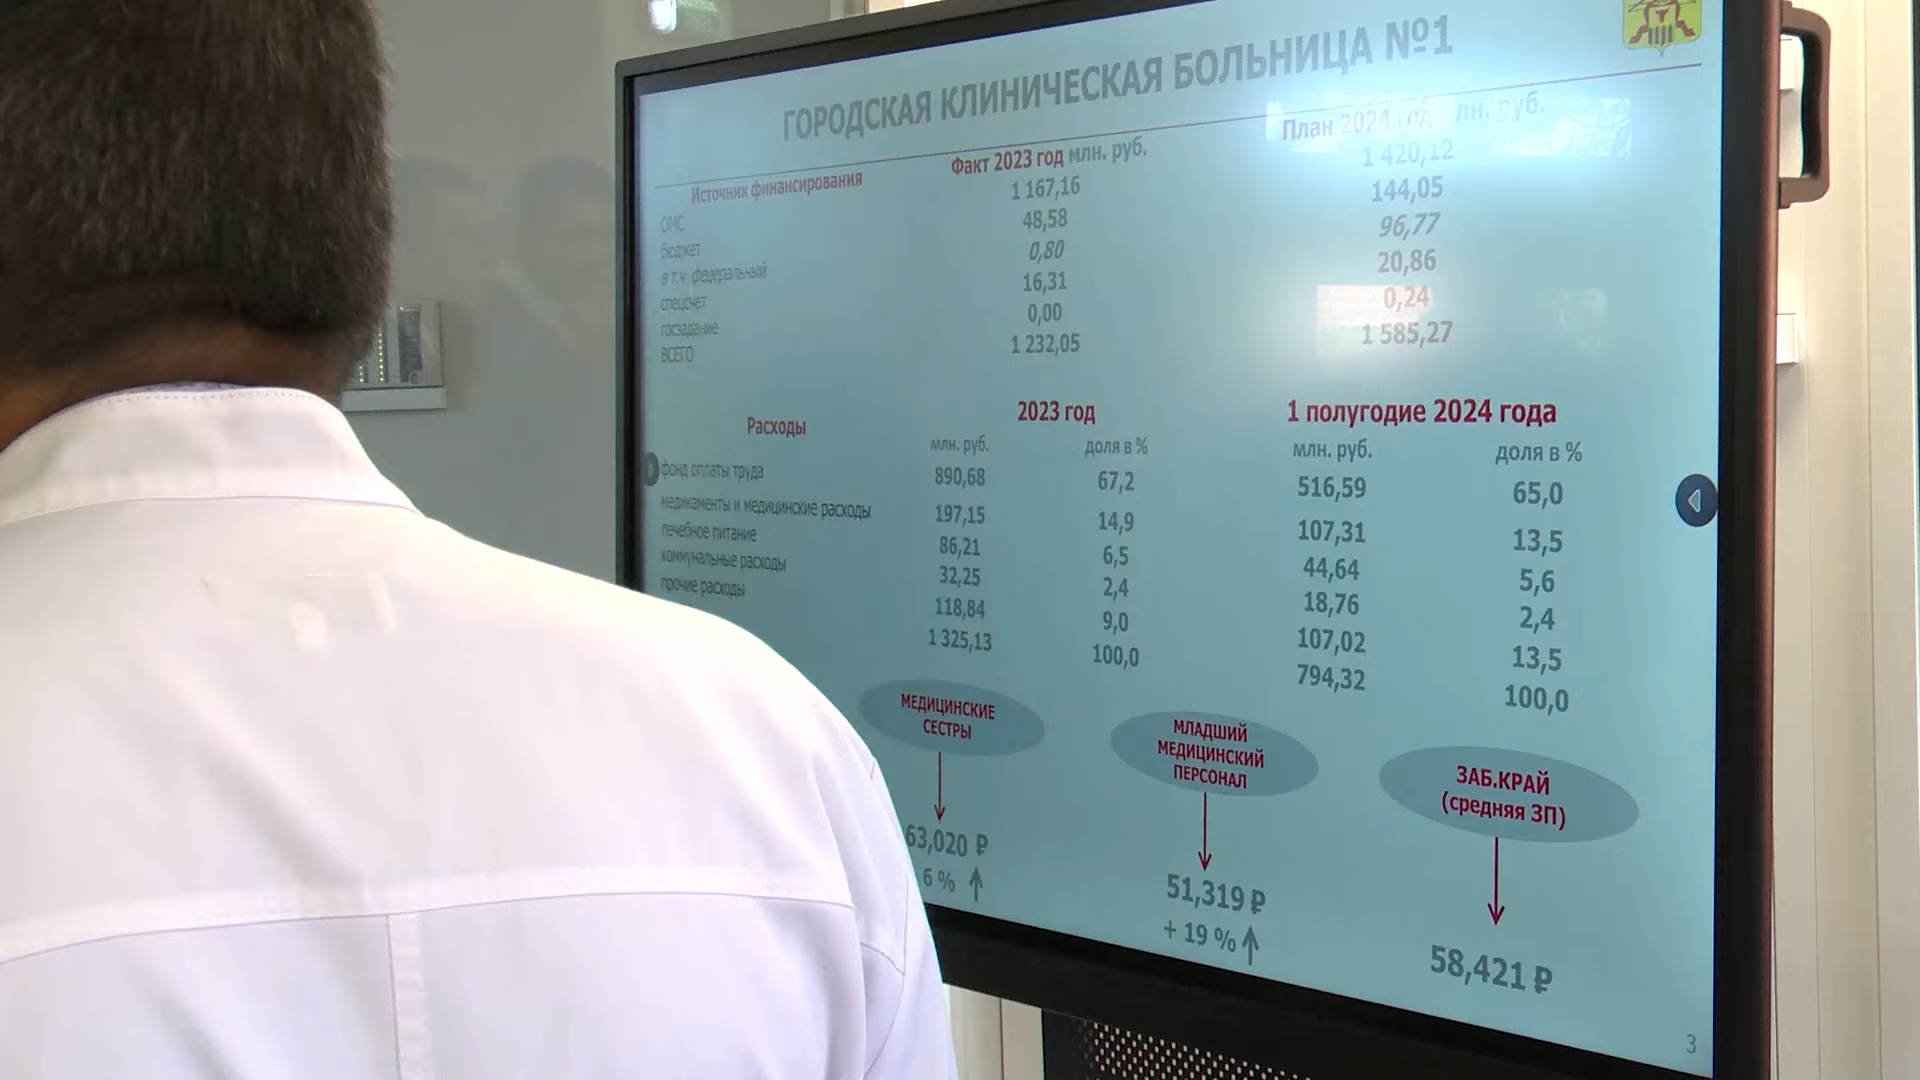 ГОРОДСКАЯ КЛИНИЧЕСКАЯ БОЛЬНИЦА №1
Источник финансирования Факт 2023 год млн. руб. План 2024 год млн. руб.
ОМС 1 167,16 1 420,12
бюджет 48,58 144,05
в т.ч федеральный 0,80 96,77
спецсчет 16,31 20,86
госзадание 0,00 0,24
ВСЕГО 1 232,05 1 585,27
Расходы 2023 год 1 полугодие 2024 года
млн. руб. доля в % млн. руб. доля в %
фонд оплаты труда 890,68 67,2 516,59 65,0
медикаменты и медицинские расходы 197,15 14,9 107,31 13,5
лечебное питание 86,21 6,5 44,64 5,6
коммунальные расходы 32,25 2,4 18,76 2,4
прочие расходы 118,84 9,0 107,02 13,5
1 325,13 100,0 794,32 100,0
МЕДИЦИНСКИЕ
СЕСТРЫ
63,020 ₽
6 %
МЛАДШИЙ
МЕДИЦИНСКИЙ
ПЕРСОНАЛ
51,319 ₽
+ 19 %
ЗАБ.КРАЙ
(средняя ЗП)
58,421 ₽
3